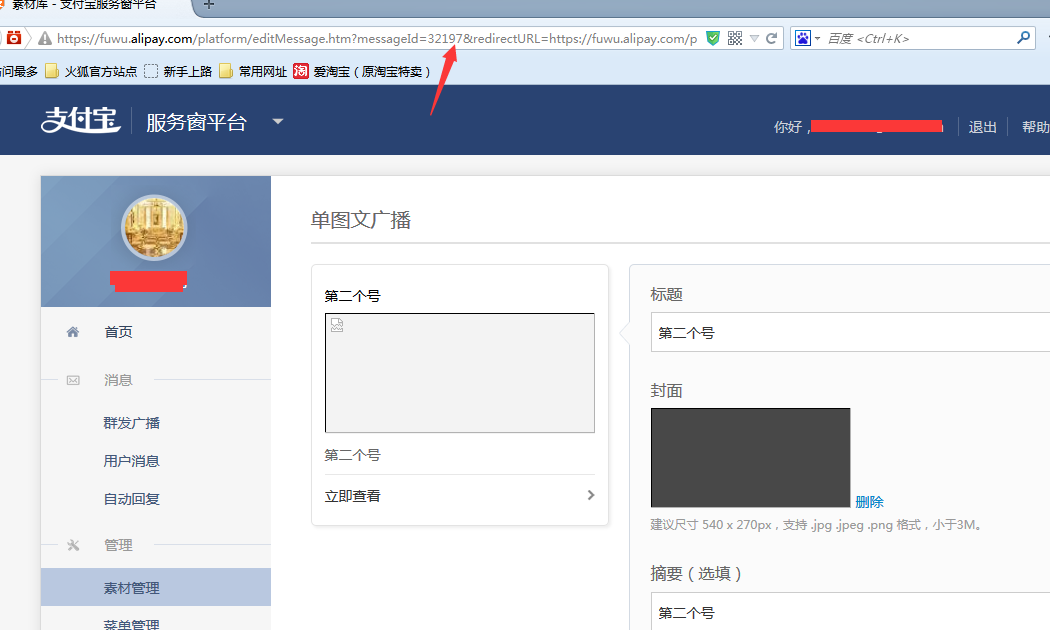 素材库 - 支付宝服务窗平台
https://fuwu.alipay.com/platform/editMessage.htm?messageId=32197&redirectURL=https://fuwu.alipay.com/p
百度 <Ctrl+K>
问最多 火狐官方站点 新手上路 常用网址 淘 爱淘宝（原淘宝特卖）
支付宝 服务窗平台
你好， 退出 帮助
单图文广播
第二个号
标题
第二个号
首页
消息
封面
群发广播
第二个号
用户消息
立即查看
自动回复
删除
建议尺寸 540 x 270px，支持 .jpg .jpeg .png 格式，小于3M。
管理
摘要（选填）
素材管理
第二个号
菜单管理